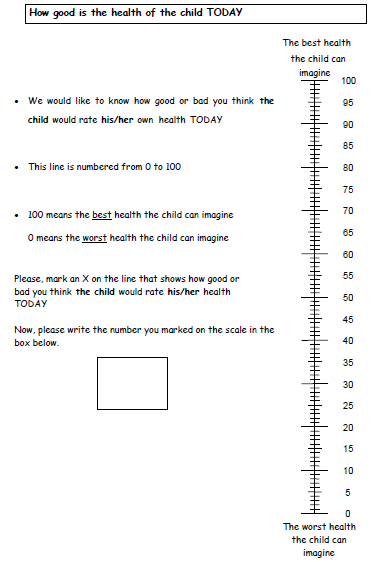 How good is the health of the child TODAY
The best health
the child can
imagine
• We would like to know how good or bad you think the
child would rate his/her own health TODAY
• This line is numbered from 0 to 100
• 100 means the best health the child can imagine
0 means the worst health the child can imagine
Please, mark an X on the line that shows how good or
bad you think the child would rate his/her health
TODAY
Now, please write the number you marked on the scale in the
box below.
100
95
90
85
80
75
70
65
60
55
50
45
40
35
30
25
20
15
10
5
0
The worst health
the child can
imagine